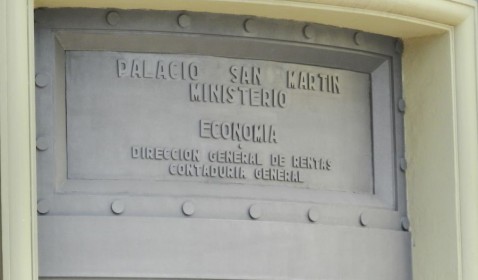 PALACIO SAN MARTIN
MINISTERIO
ECONOMIA
DIRECCION GENERAL DE RENTAS
CONTADURIA GENERAL